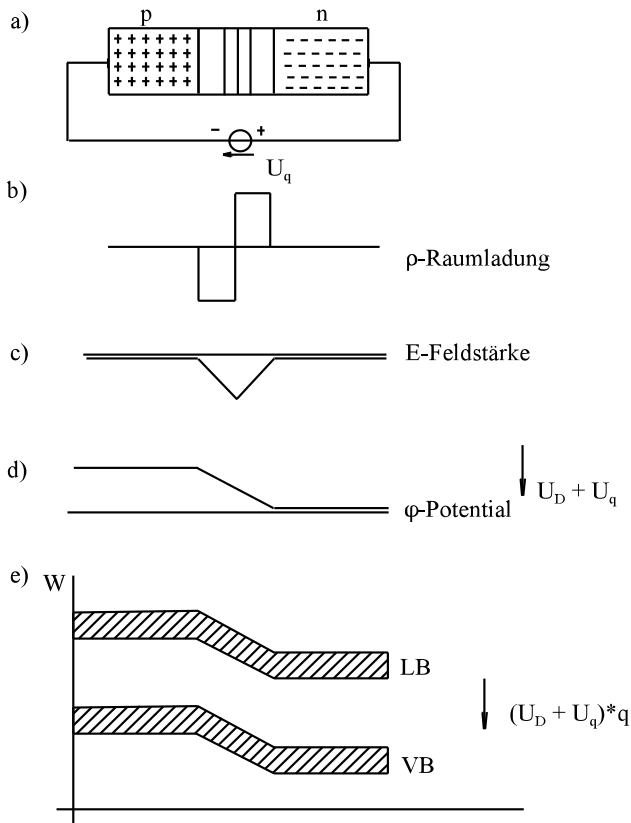 a)
p n
+ + + + + +
+ + + + + +
+ + + + + +
+ + + + + +
- +
U_q
b)
ρ-Raumladung
c)
E-Feldstärke
d)
U_D + U_q
φ-Potential
e)
W
LB
(U_D + U_q)*q
VB